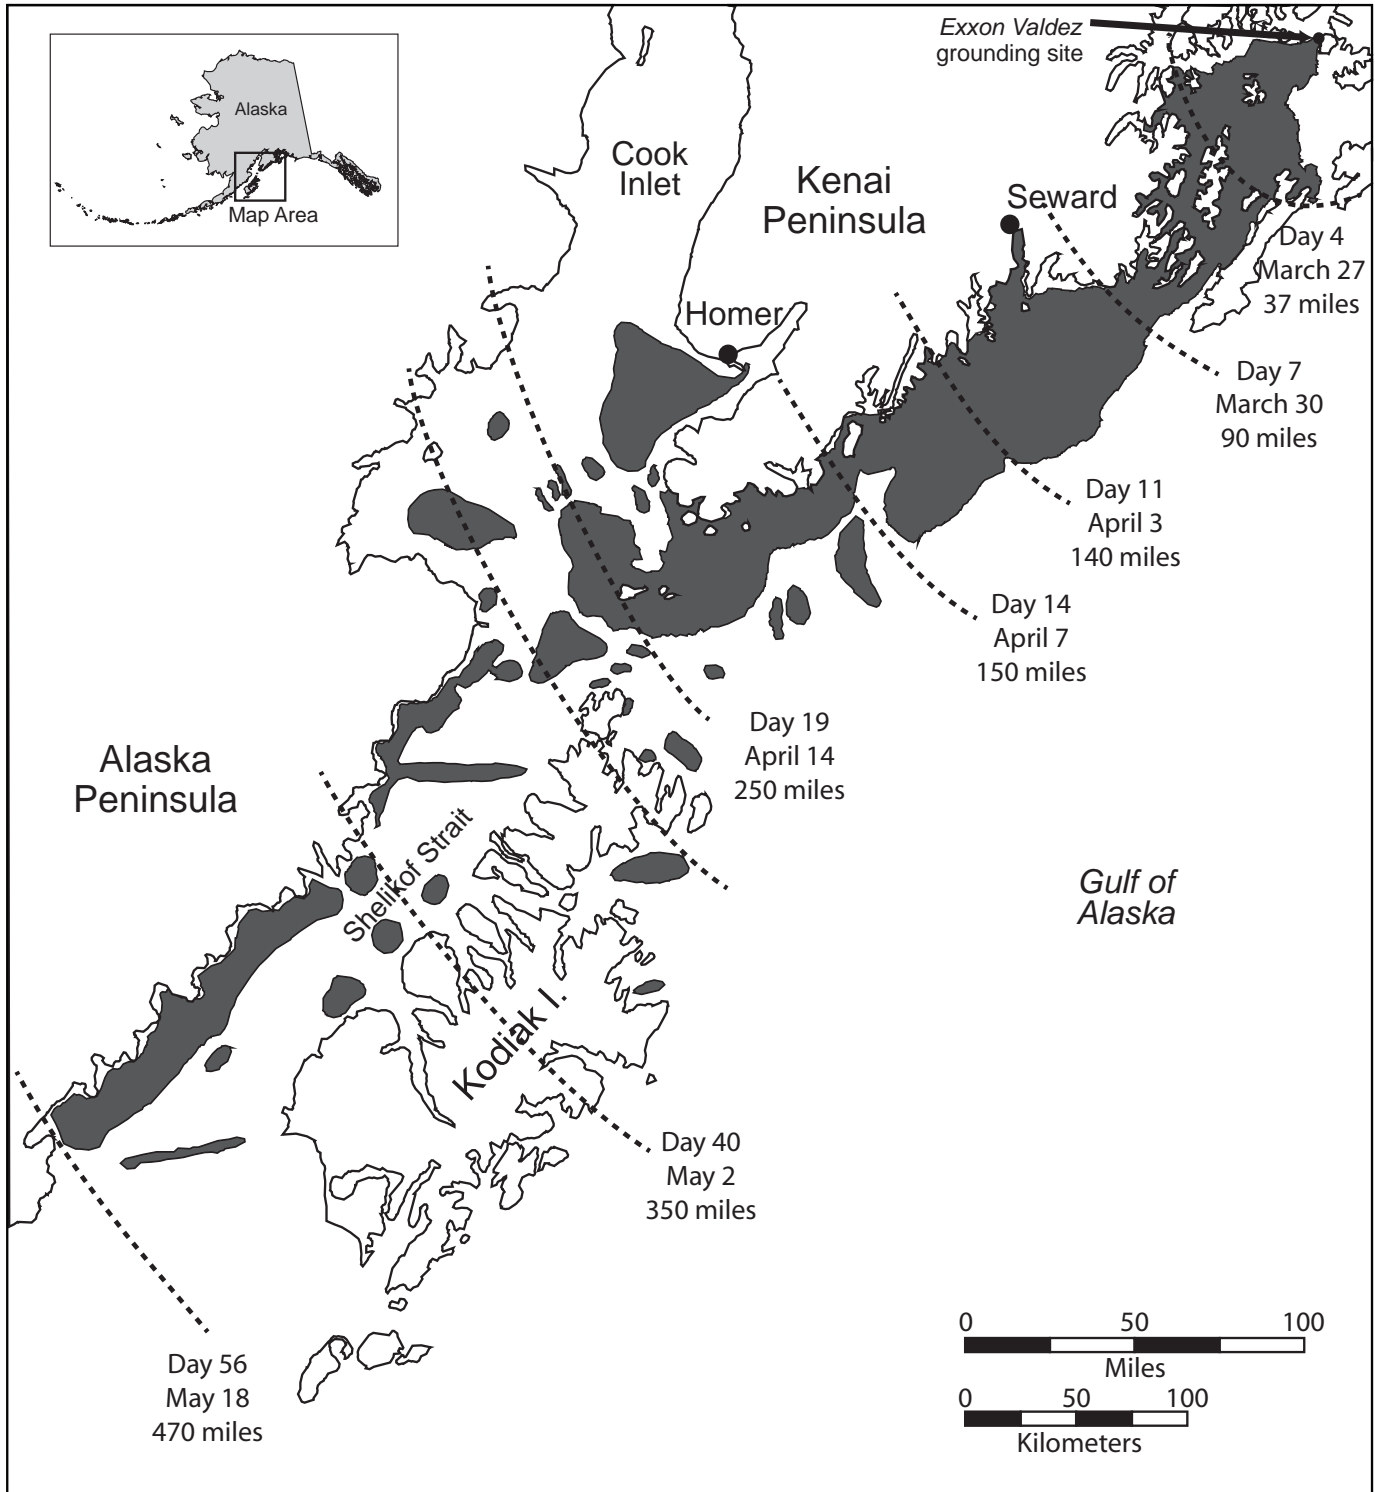 Exxon Valdez
grounding site
Alaska
Map Area
Cook
Inlet
Kenai
Peninsula
Seward
Homer
Day 4
March 27
37 miles
Day 7
March 30
90 miles
Day 11
April 3
140 miles
Day 14
April 7
150 miles
Day 19
April 14
250 miles
Alaska
Peninsula
Shelikof Strait
Gulf of
Alaska
Kodiak I.
Day 40
May 2
350 miles
Day 56
May 18
470 miles
0 50 100
Miles
0 50 100
Kilometers